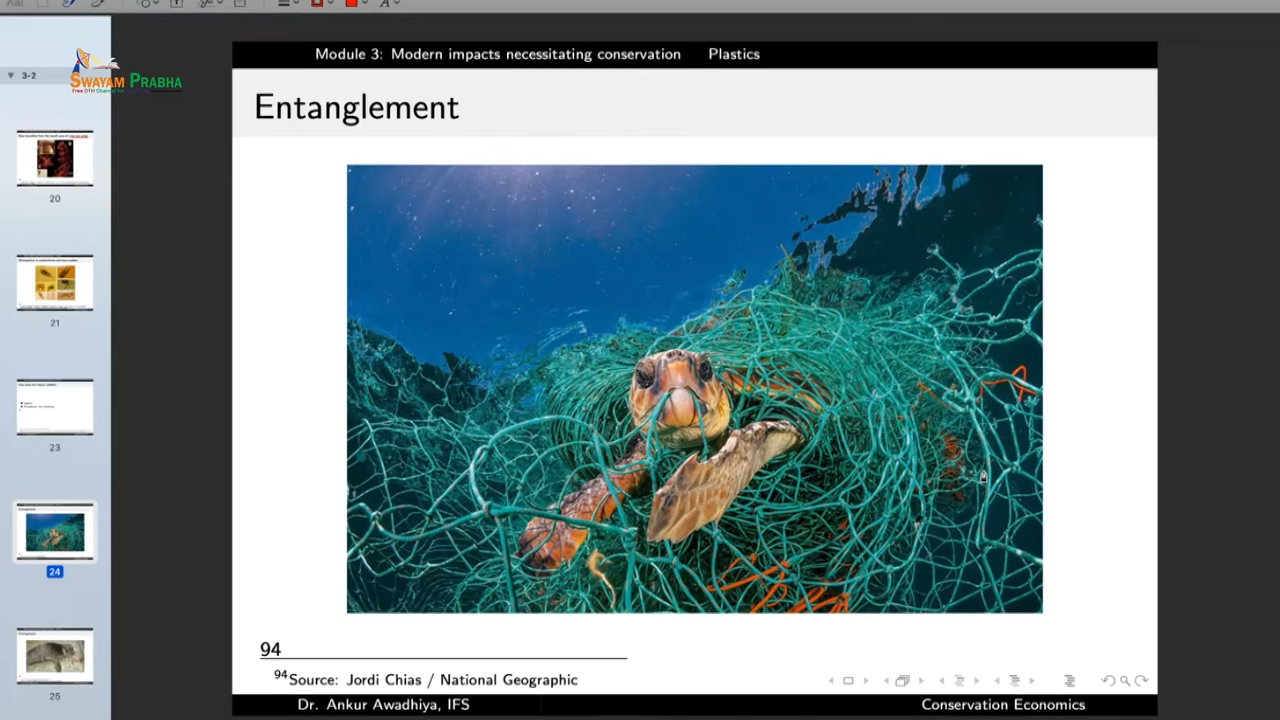 Module 3: Modern impacts necessitating conservation Plastics
3-2
SWAYAM PRABHA
Entanglement
20
21
23
24
25
94
94Source: Jordi Chias / National Geographic
Dr. Ankur Awadhiya, IFS Conservation Economics